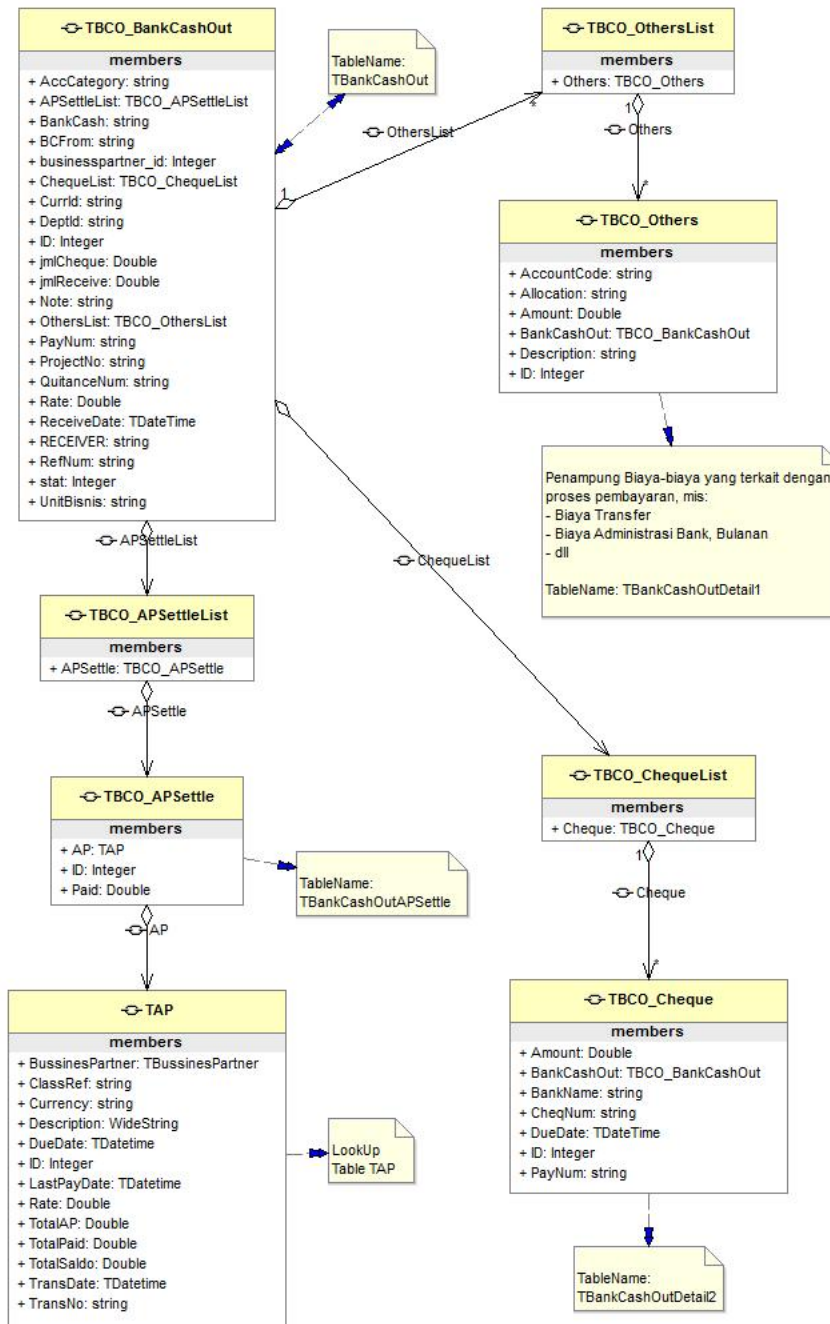 TBCO_BankCashOut
members
+ AccCategory: string
+ APSettleList: TBCO_APSettleList
+ BankCash: string
+ BCFrom: string
+ businesspartner_id: Integer
+ ChequeList: TBCO_ChequeList
+ CurrId: string
+ DeptId: string
+ ID: Integer
+ jmlCheque: Double
+ jmlReceive: Double
+ Note: string
+ OthersList: TBCO_OthersList
+ PayNum: string
+ ProjectNo: string
+ QuitanceNum: string
+ Rate: Double
+ ReceiveDate: TDateTime
+ RECEIVER: string
+ RefNum: string
+ stat: Integer
+ UnitBisnis: string
TableName:
TBankCashOut
TBCO_OthersList
members
+ Others: TBCO_Others
1
OthersList
*
1
Others
*
TBCO_Others
members
+ AccountCode: string
+ Allocation: string
+ Amount: Double
+ BankCashOut: TBCO_BankCashOut
+ Description: string
+ ID: Integer
Penampung Biaya-biaya yang terkait dengan
proses pembayaran, mis:
- Biaya Transfer
- Biaya Administrasi Bank, Bulanan
- dll
TableName: TBankCashOutDetail1
APSettleList
ChequeList
TBCO_APSettleList
members
+ APSettle: TBCO_APSettle
APSettle
TBCO_APSettle
members
+ AP: TAP
+ ID: Integer
+ Paid: Double
TableName:
TBankCashOutAPSettle
AP
TAP
members
+ BussinesPartner: TBussinesPartner
+ ClassRef: string
+ Currency: string
+ Description: WideString
+ DueDate: TDatetime
+ ID: Integer
+ LastPayDate: TDatetime
+ Rate: Double
+ TotalAP: Double
+ TotalPaid: Double
+ TotalSaldo: Double
+ TransDate: TDatetime
+ TransNo: string
LookUp
Table TAP
TBCO_ChequeList
members
+ Cheque: TBCO_Cheque
1
Cheque
*
TBCO_Cheque
members
+ Amount: Double
+ BankCashOut: TBCO_BankCashOut
+ BankName: string
+ CheqNum: string
+ DueDate: TDateTime
+ ID: Integer
+ PayNum: string
TableName:
TBankCashOutDetail2